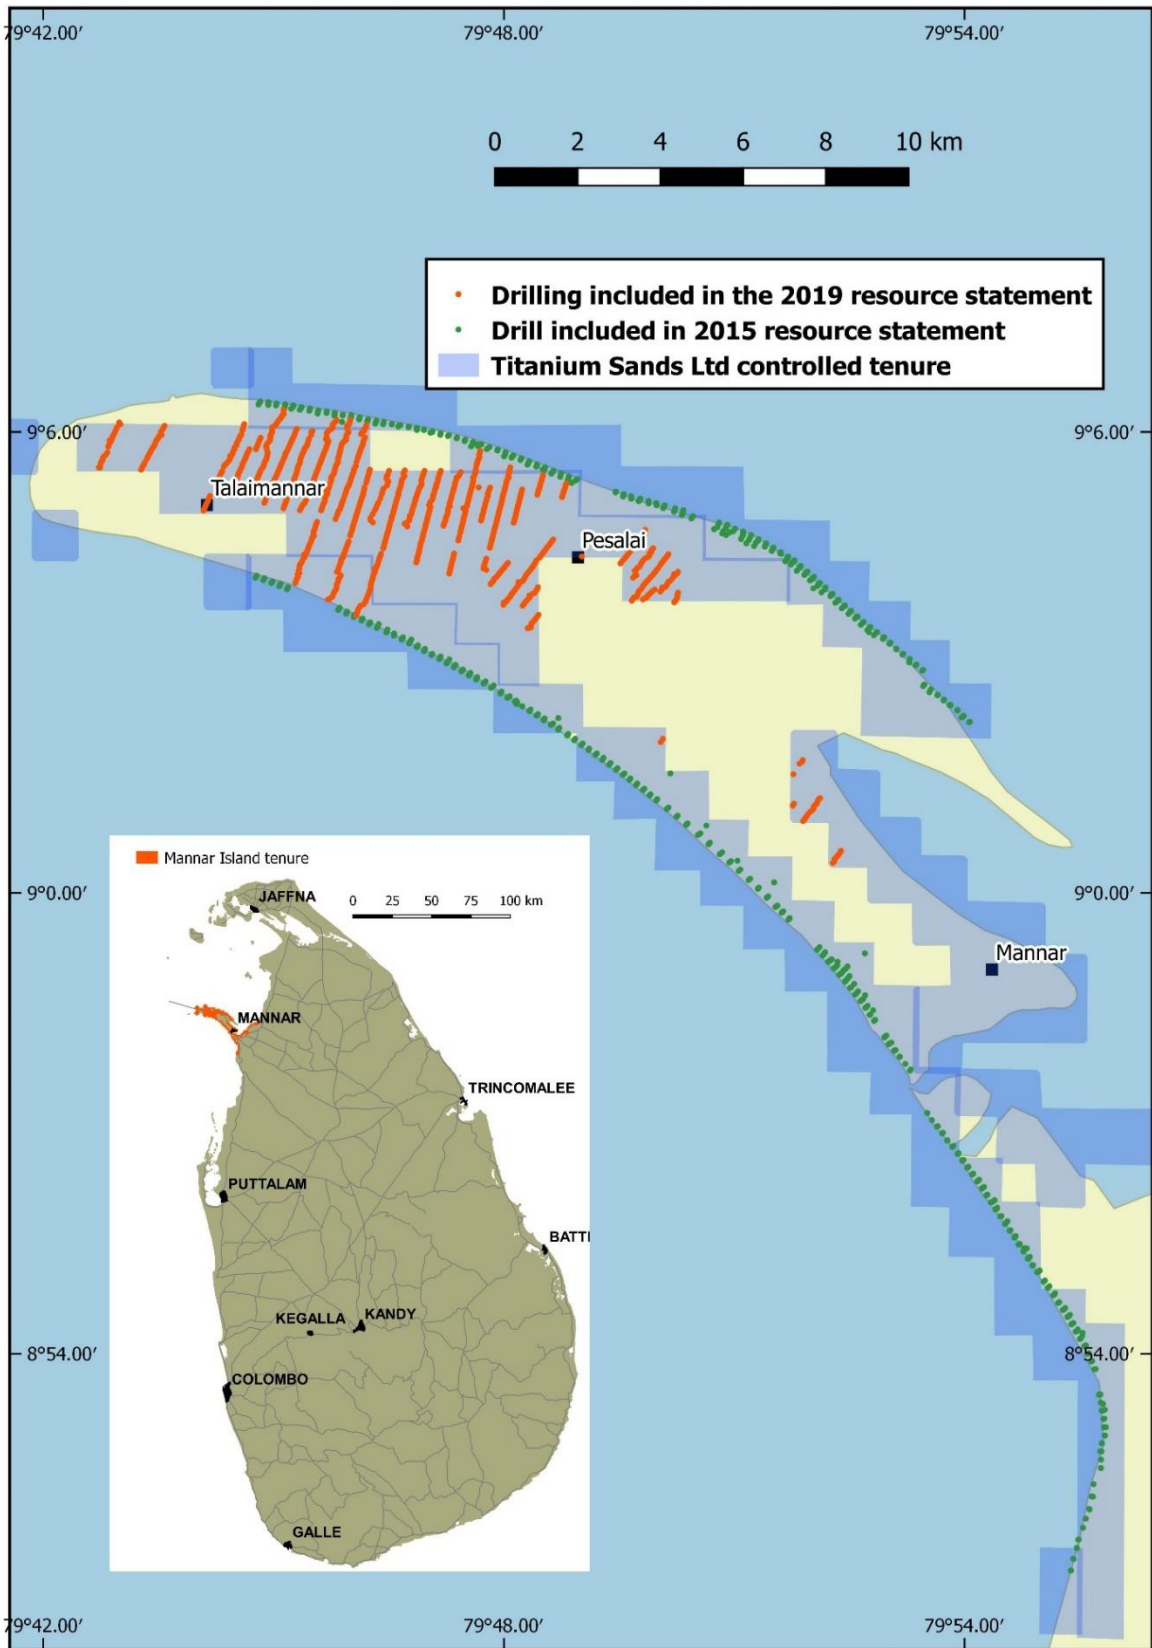 79°42.00′ 79°48.00′ 79°54.00′
0 2 4 6 8 10 km
Drilling included in the 2019 resource statement
Drill included in 2015 resource statement
Titanium Sands Ltd controlled tenure
9°6.00′ 9°6.00′
Talaimannar
Pesalai
Mannar Island tenure
0 25 50 75 100 km
JAFFNA
9°0.00′ 9°0.00′
Mannar
MANNAR
TRINCOMALEE
PUTTALAM
BATTI
KEGALLA KANDY
8°54.00′ 8°54.00′
COLOMBO
GALLE
79°42.00′ 79°48.00′ 79°54.00′